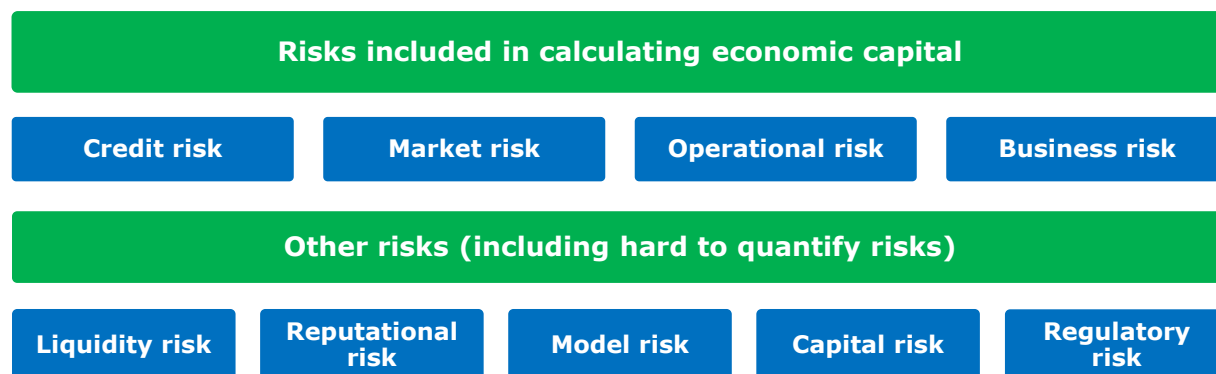 Risks included in calculating economic capital
Credit risk
Market risk
Operational risk
Business risk
Other risks (including hard to quantify risks)
Liquidity risk
Reputational
risk
Model risk
Capital risk
Regulatory
risk